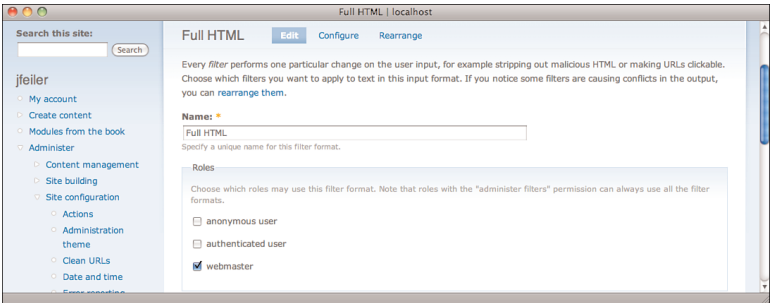 Full HTML | localhost
Search this site:
Search
jfeiler
My account
Create content
Modules from the book
Administer
Content management
Site building
Site configuration
Actions
Administration
theme
Clean URLs
Date and time
Error reporting
Full HTML Edit Configure Rearrange
Every filter performs one particular change on the user input, for example stripping out malicious HTML or making URLs clickable.
Choose which filters you want to apply to text in this input format. If you notice some filters are causing conflicts in the output,
you can rearrange them.
Name: *
Full HTML
Specify a unique name for this filter format.
Roles
Choose which roles may use this filter format. Note that roles with the "administer filters" permission can always use all the filter
formats.
anonymous user
authenticated user
webmaster